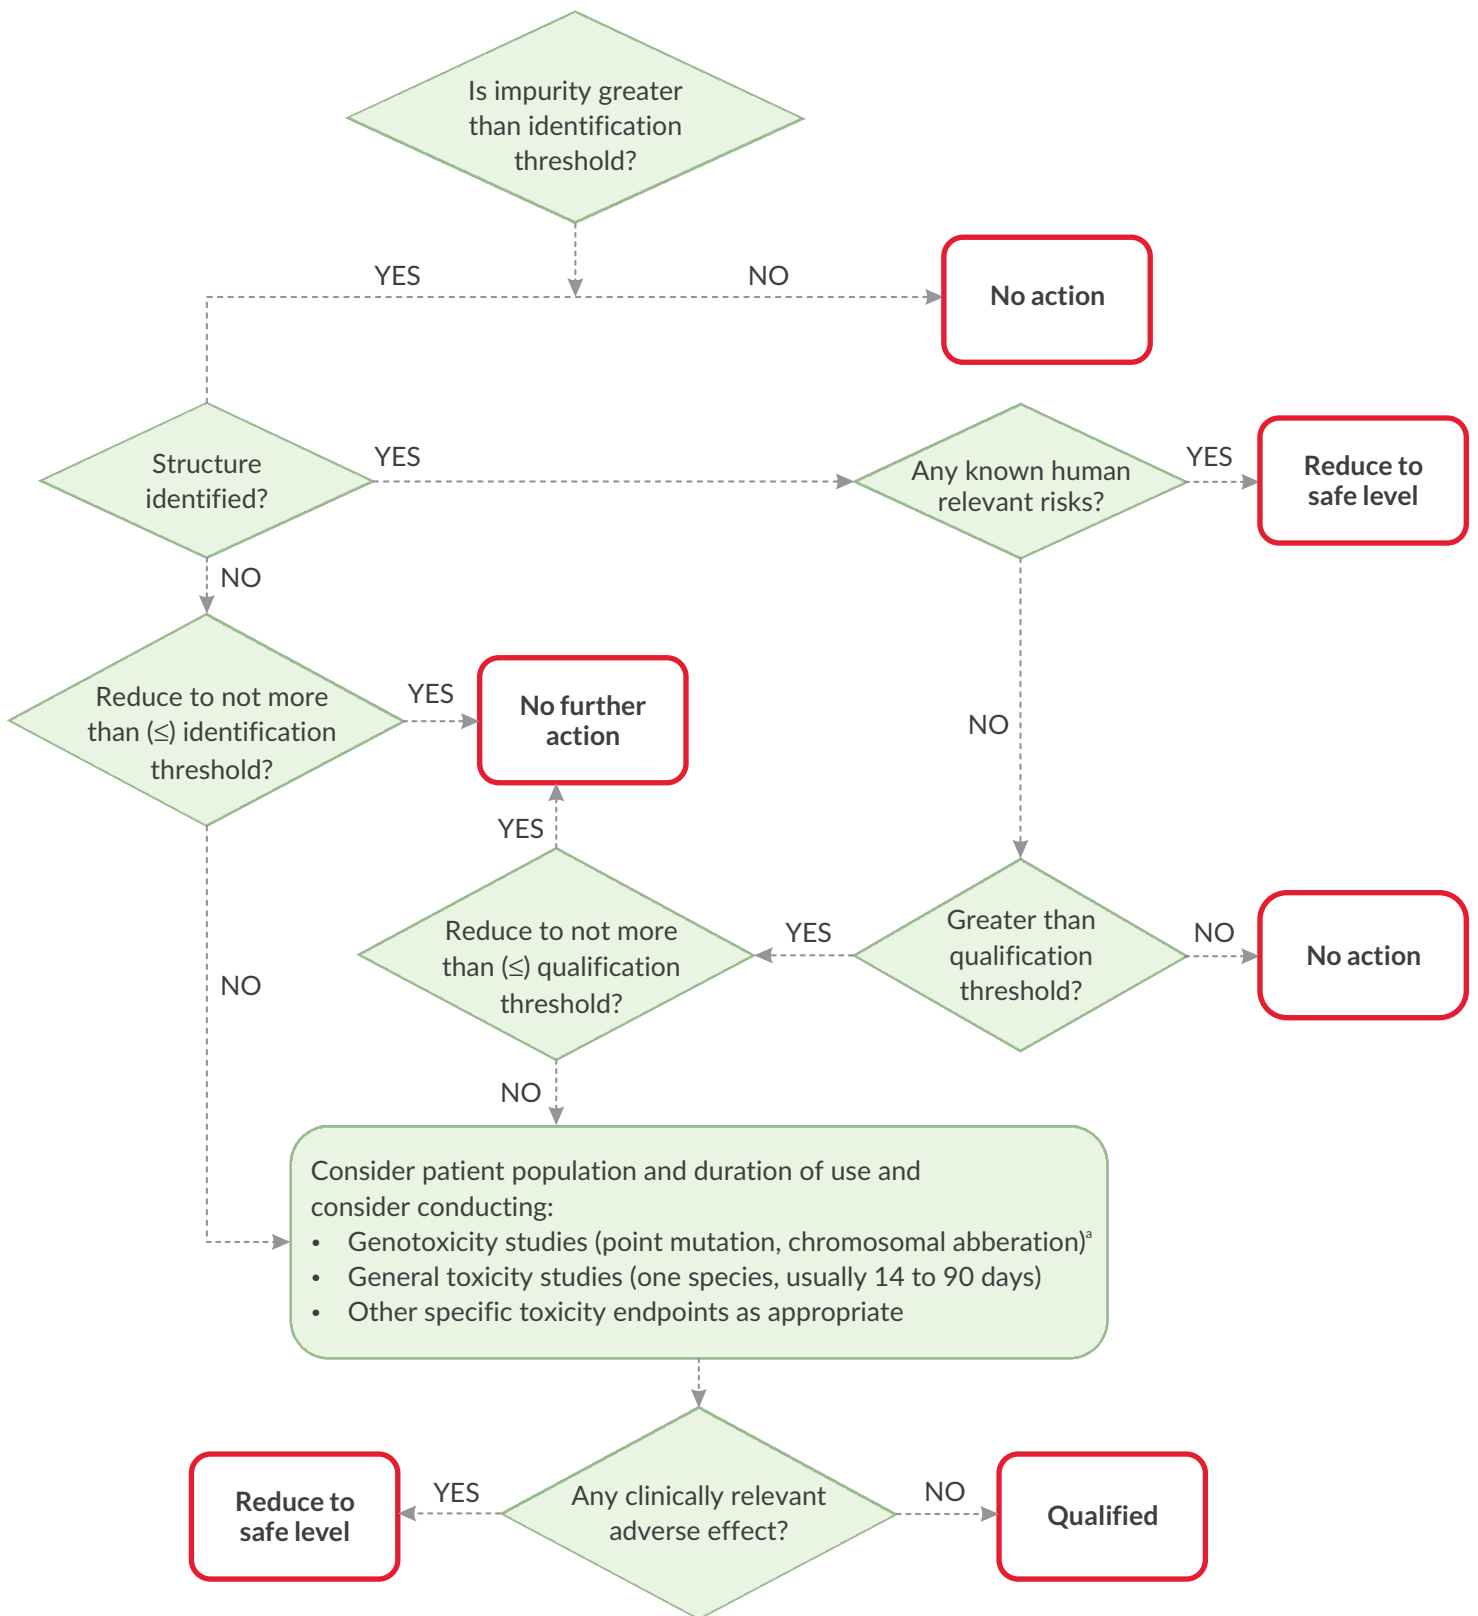 Is impurity greater
than identification
threshold?
YES
NO
No action
Structure
identified?
YES
Any known human
relevant risks?
YES
Reduce to
safe level
NO
Reduce to not more
than (≤) identification
threshold?
YES
No further
action
NO
YES
Reduce to not more
than (≤) qualification
threshold?
YES
Greater than
qualification
threshold?
NO
No action
NO
NO
Consider patient population and duration of use and
consider conducting:
• Genotoxicity studies (point mutation, chromosomal abberation)ᵃ
• General toxicity studies (one species, usually 14 to 90 days)
• Other specific toxicity endpoints as appropriate
Reduce to
safe level
YES
Any clinically relevant
adverse effect?
NO
Qualified